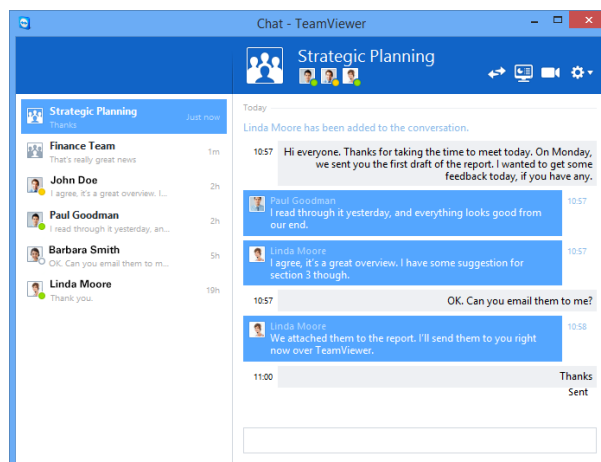 Chat - TeamViewer
Strategic Planning
Strategic Planning
Thanks
Just now
Finance Team
That's really great news
1m
John Doe
I agree, it's a great overview. I...
2h
Paul Goodman
I read through it yesterday, an...
2h
Barbara Smith
OK. Can you email them to m...
5h
Linda Moore
Thank you.
19h
Today
Linda Moore has been added to the conversation.
10:57
Hi everyone. Thanks for taking the time to meet today. On Monday,
we sent you the first draft of the report. I wanted to get some
feedback today, if you have any.
Paul Goodman
10:57
I read through it yesterday, and everything looks good from
our end.
Linda Moore
10:57
I agree, it's a great overview. I have some suggestion for
section 3 though.
10:57
OK. Can you email them to me?
Linda Moore
10:58
We attached them to the report. I'll send them to you right
now over TeamViewer.
11:00
Thanks
Sent